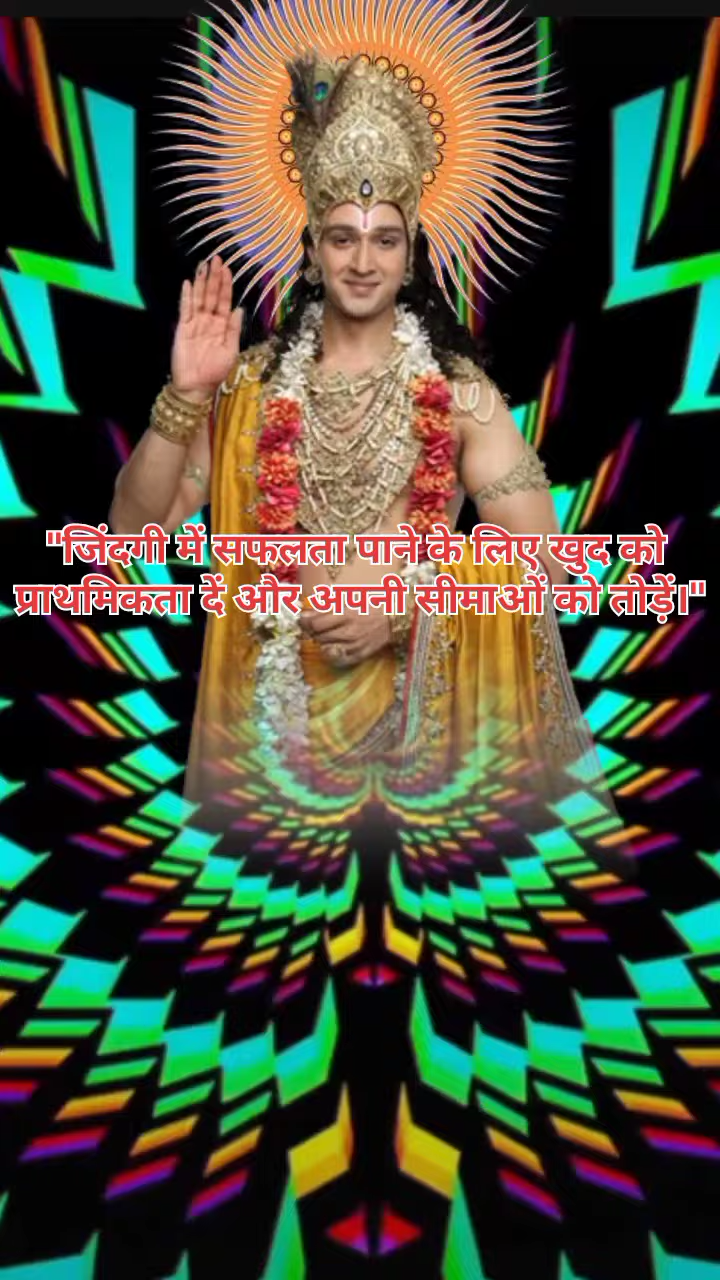 "जिंदगी में सफलता पाने के लिए खुद को
प्राथमिकता दें और अपनी सीमाओं को तोड़ें।"